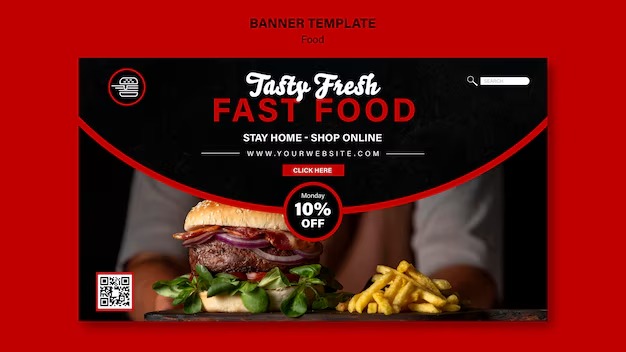 BANNER TEMPLATE
Food
Tasty Fresh
FAST FOOD
SEARCH
STAY HOME - SHOP ONLINE
WWW.YOURWEBSITE.COM
CLICK HERE
Monday
10%
OFF